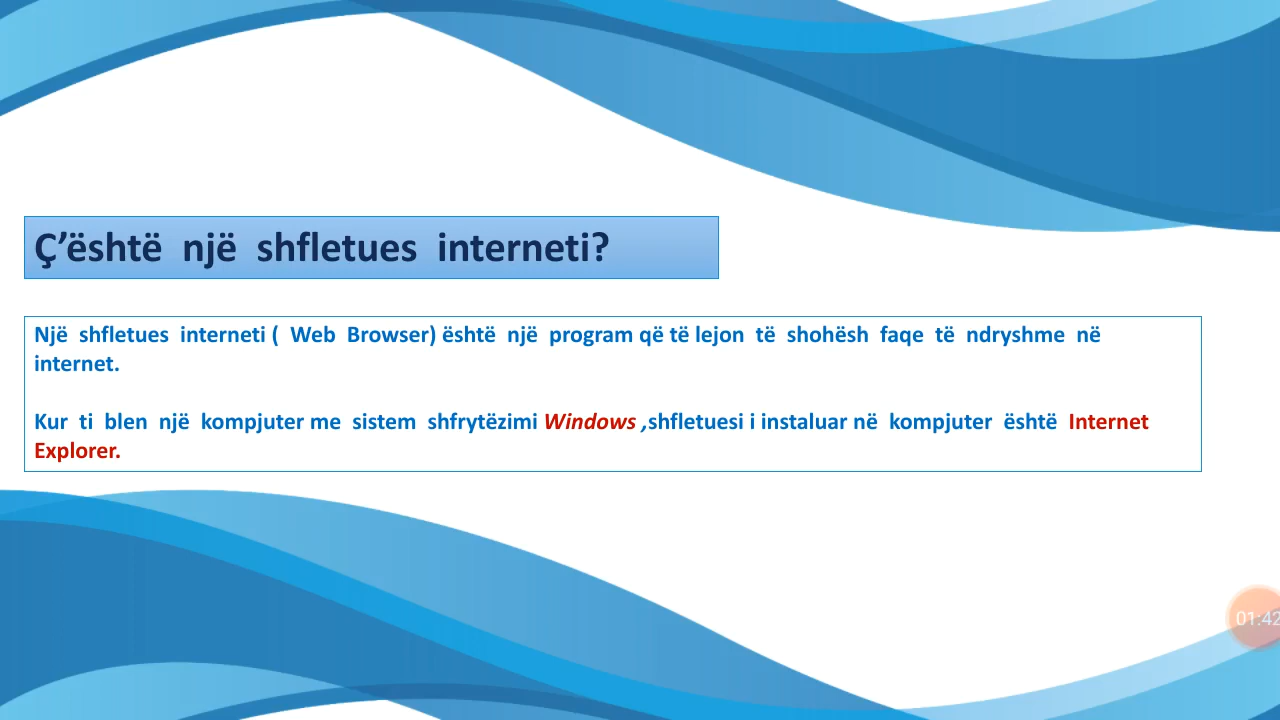 Ç’është një shfletues interneti?
Një shfletues interneti ( Web Browser) është një program që të lejon të shohësh faqe të ndryshme në
internet.
Kur ti blen një kompjuter me sistem shfrytëzimi Windows ,shfletuesi i instaluar në kompjuter është Internet
Explorer.
01:42